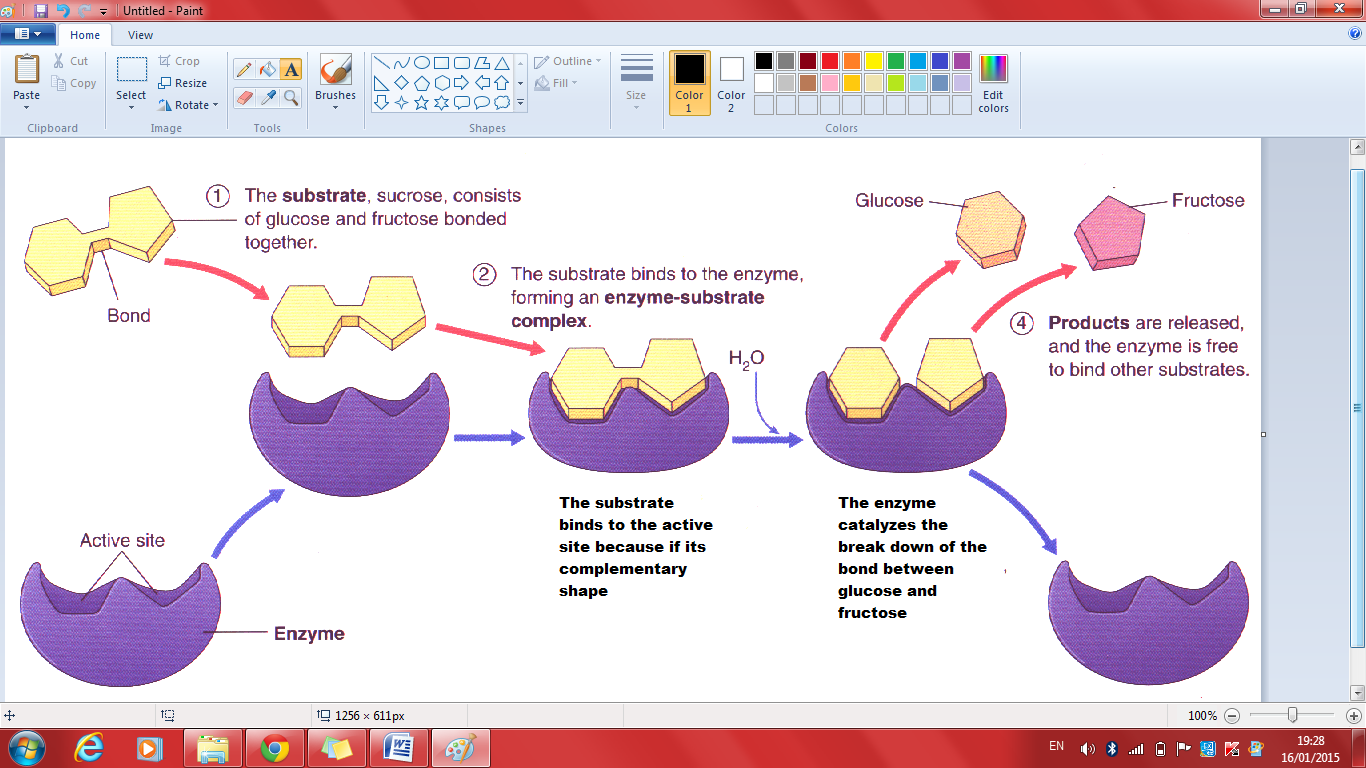 Untitled - Paint
Home
View
Paste
Cut
Copy
Clipboard
Select
Crop
Resize
Rotate
Image
A
Tools
Brushes
Shapes
Outline
Fill
Size
Color
1
Color
2
Edit
colors
Colors
1 The substrate, sucrose, consists
of glucose and fructose bonded
together.
Bond
2 The substrate binds to the enzyme,
forming an enzyme-substrate
complex.
H2O
Glucose
Fructose
4 Products are released,
and the enzyme is free
to bind other substrates.
The substrate
binds to the active
site because if its
complementary
shape
The enzyme
catalyzes the
break down of the
bond between
glucose and
fructose
Active site
Enzyme
1256 × 611px
100%
EN
19:28
16/01/2015